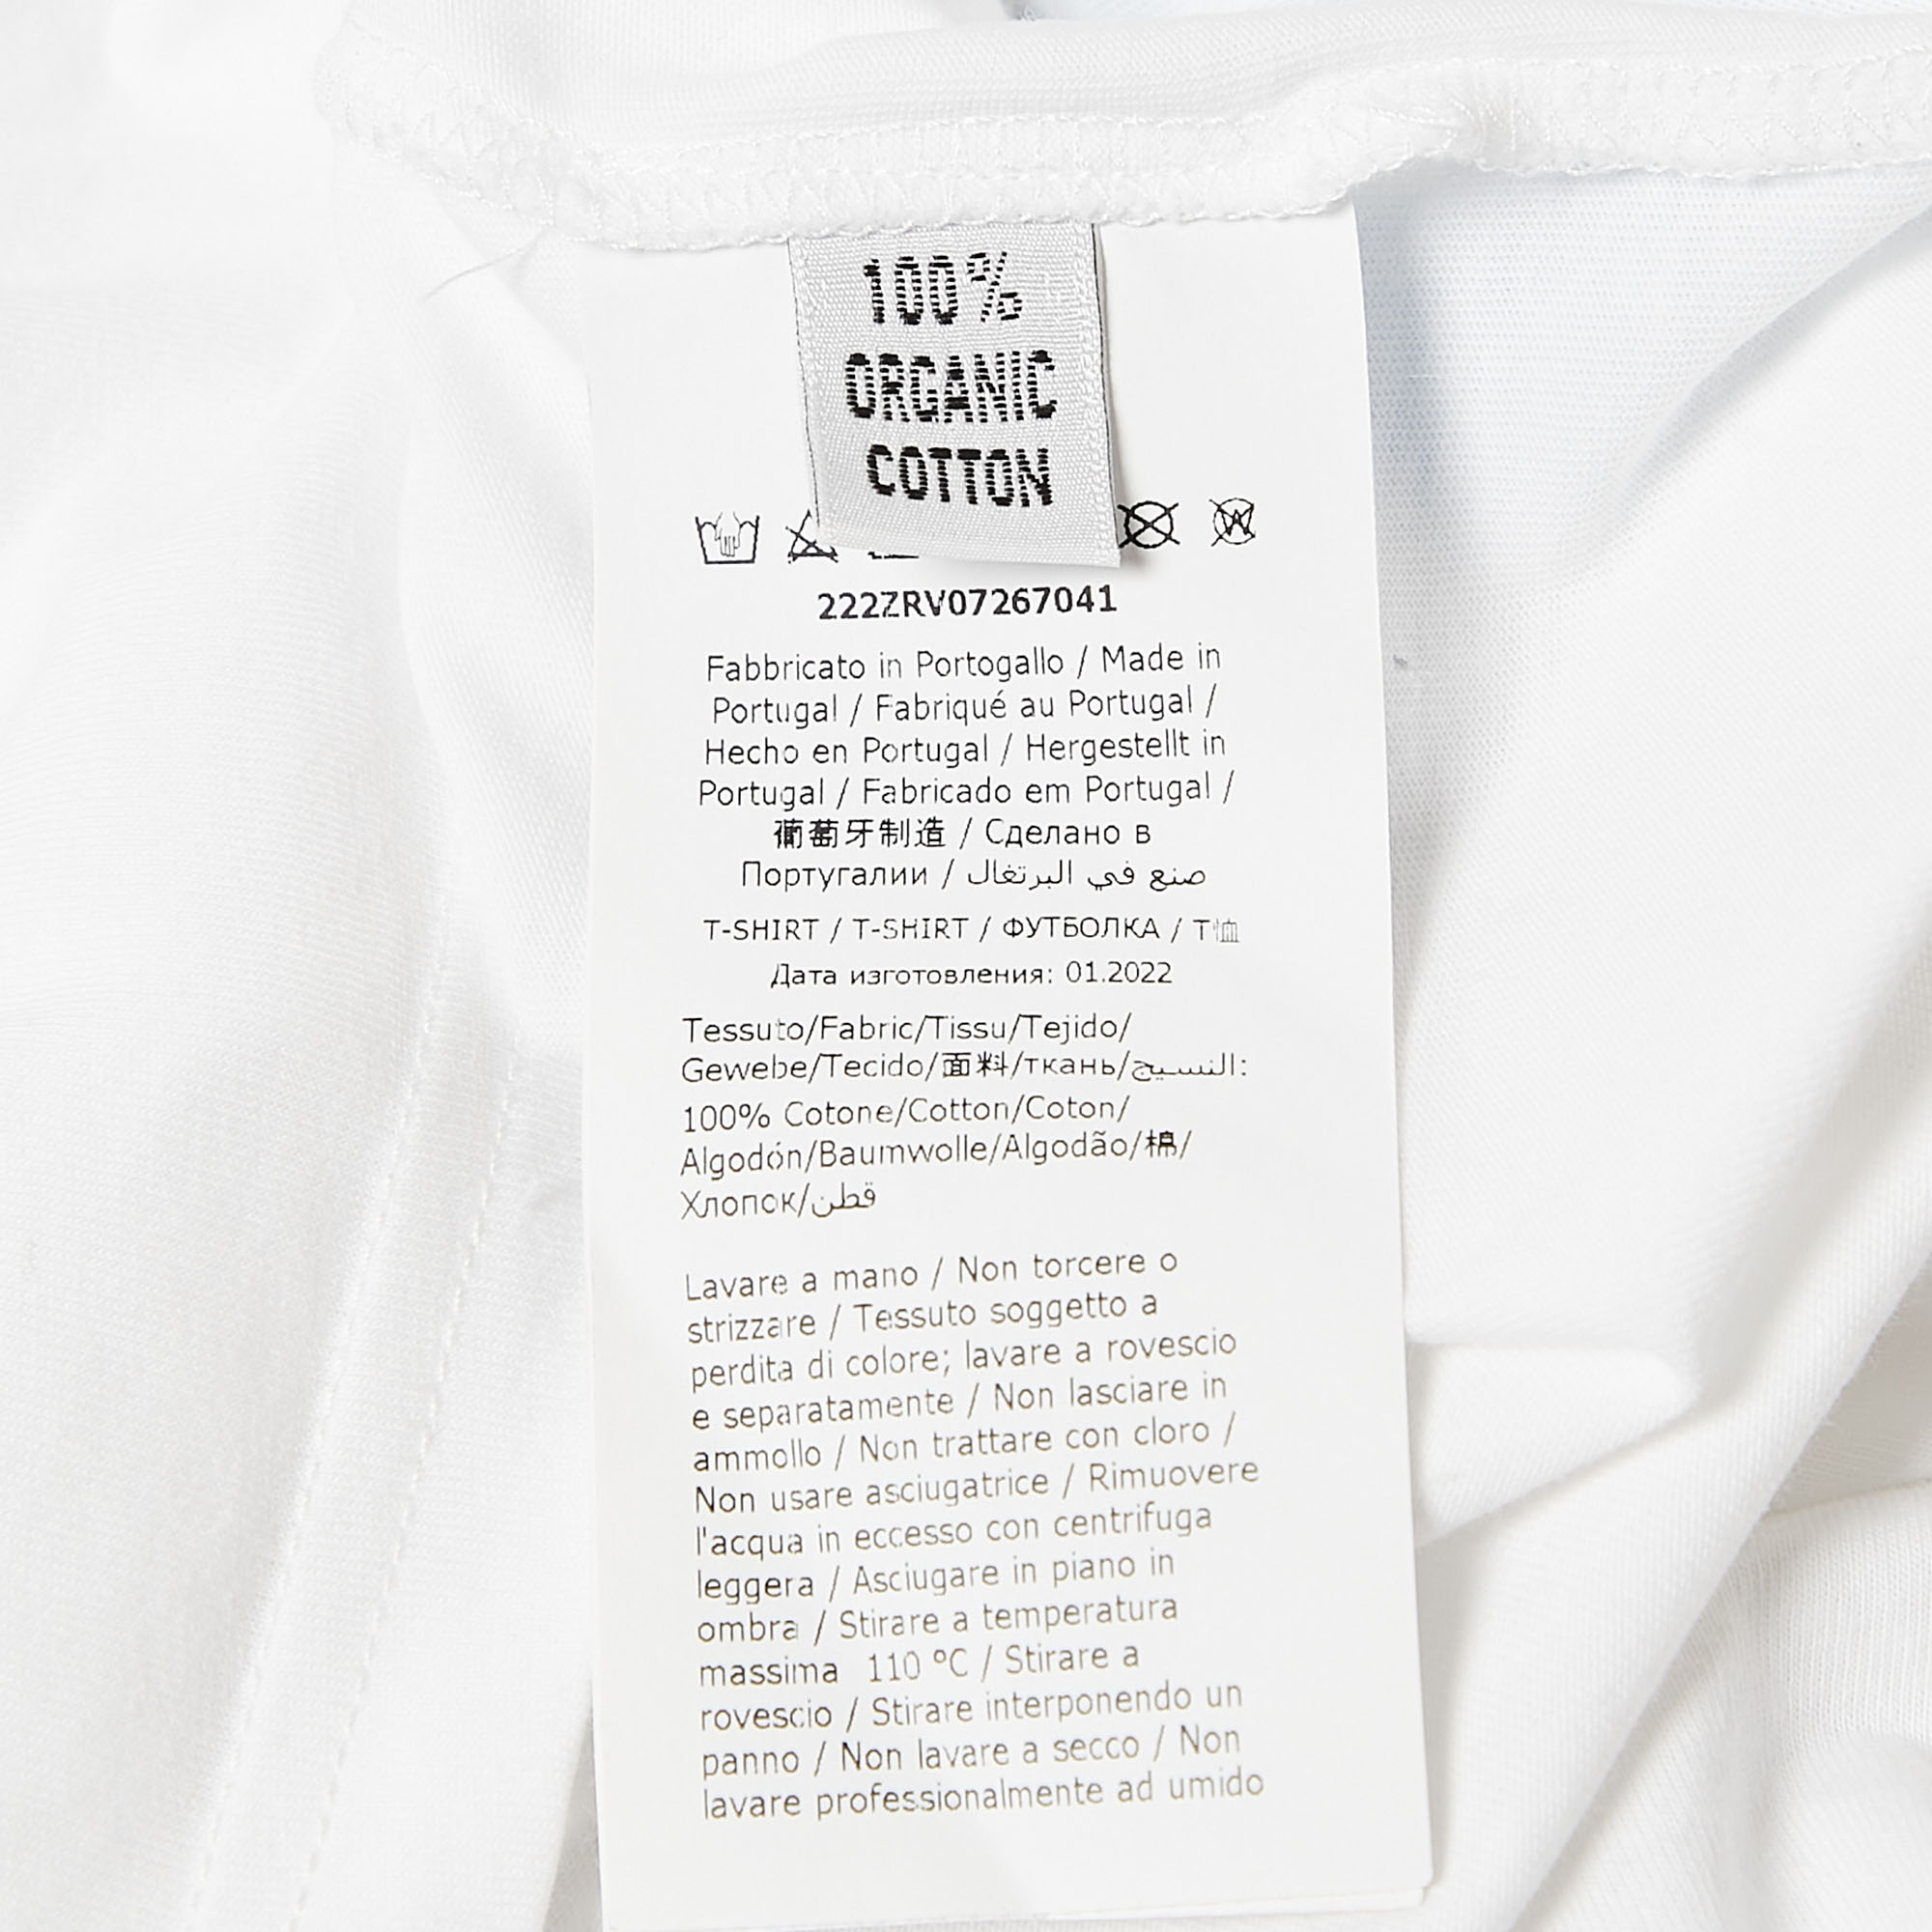 100%
ORGANIC
COTTON
222ZRV07267041
Fabbricato in Portogallo / Made in
Portugal / Fabriqué au Portugal /
Hecho en Portugal / Hergestellt in
Portugal / Fabricado em Portugal /
葡萄牙制造 / Сделано в
Португалии / صنع في البرتغال
T-SHIRT / T-SHIRT / ФУТБОЛКА / T恤
Дата изготовления: 01.2022
Tessuto/Fabric/Tissu/Tejido/
Gewebe/Tecido/面料/ткань/النسيج:
100% Cotone/Cotton/Coton/
Algodón/Baumwolle/Algodão/棉/
Хлопок/قطن
Lavare a mano / Non torcere o
strizzare / Tessuto soggetto a
perdita di colore; lavare a rovescio
e separatamente / Non lasciare in
ammollo / Non trattare con cloro /
Non usare asciugatrice / Rimuovere
l'acqua in eccesso con centrifuga
leggera / Asciugare in piano in
ombra / Stirare a temperatura
massima 110 °C / Stirare a
rovescio / Stirare interponendo un
panno / Non lavare a secco / Non
lavare professionalmente ad umido